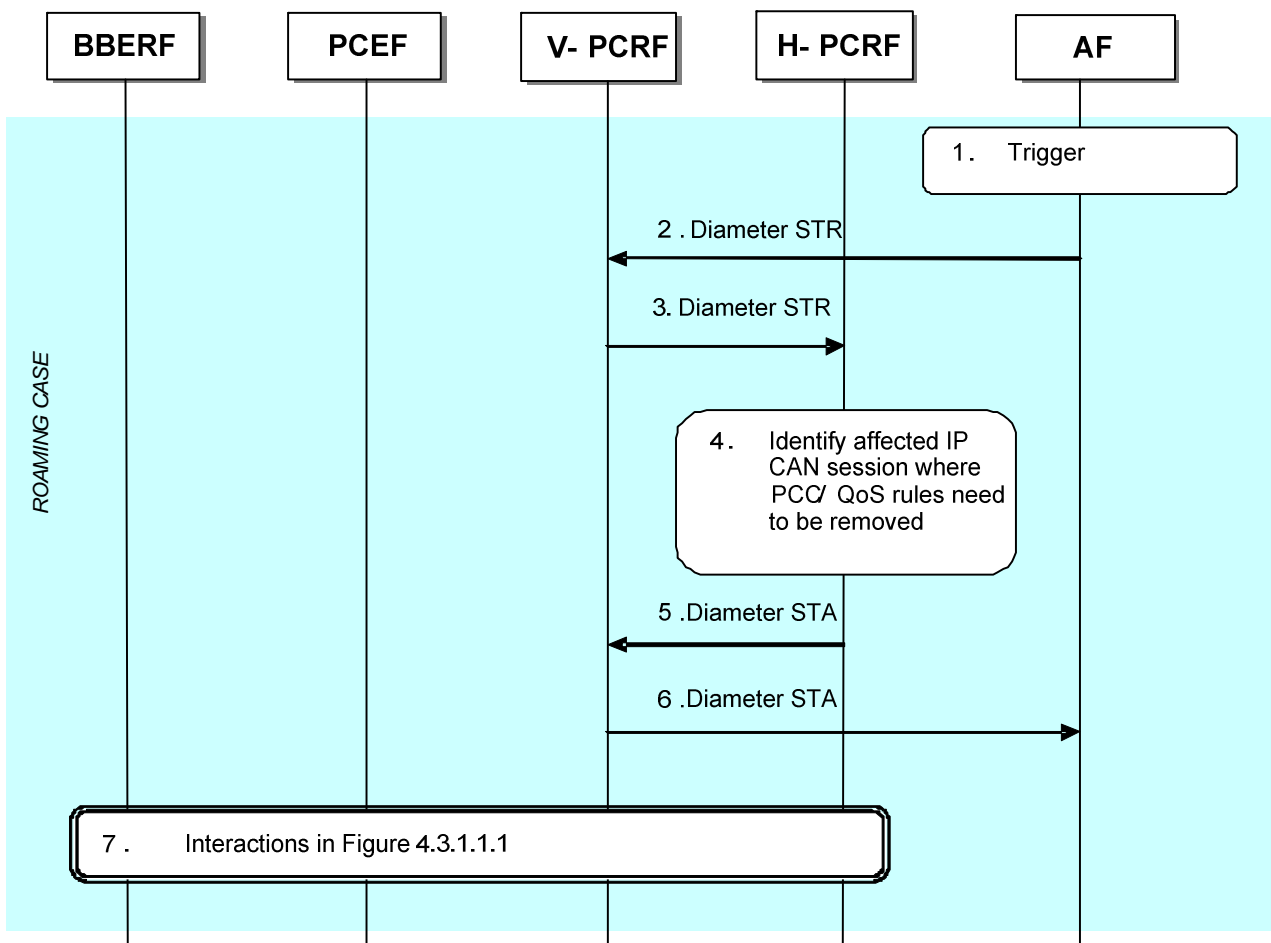 BBERF
PCEF
V- PCRF
H- PCRF
AF
1. Trigger
2 . Diameter STR
3. Diameter STR
ROAMING CASE
4. Identify affected IP
CAN session where
PCC/ QoS rules need
to be removed
5 .Diameter STA
6 .Diameter STA
7 . Interactions in Figure 4.3.1.1.1